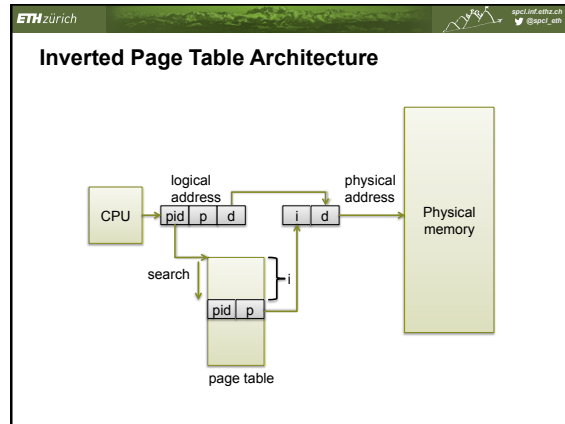 ETHzürich
spcl.inf.ethz.ch
@spcl_eth
Inverted Page Table Architecture
logical
address
physical
address
CPU
pid p d
i d
Physical
memory
search
i
pid p
page table